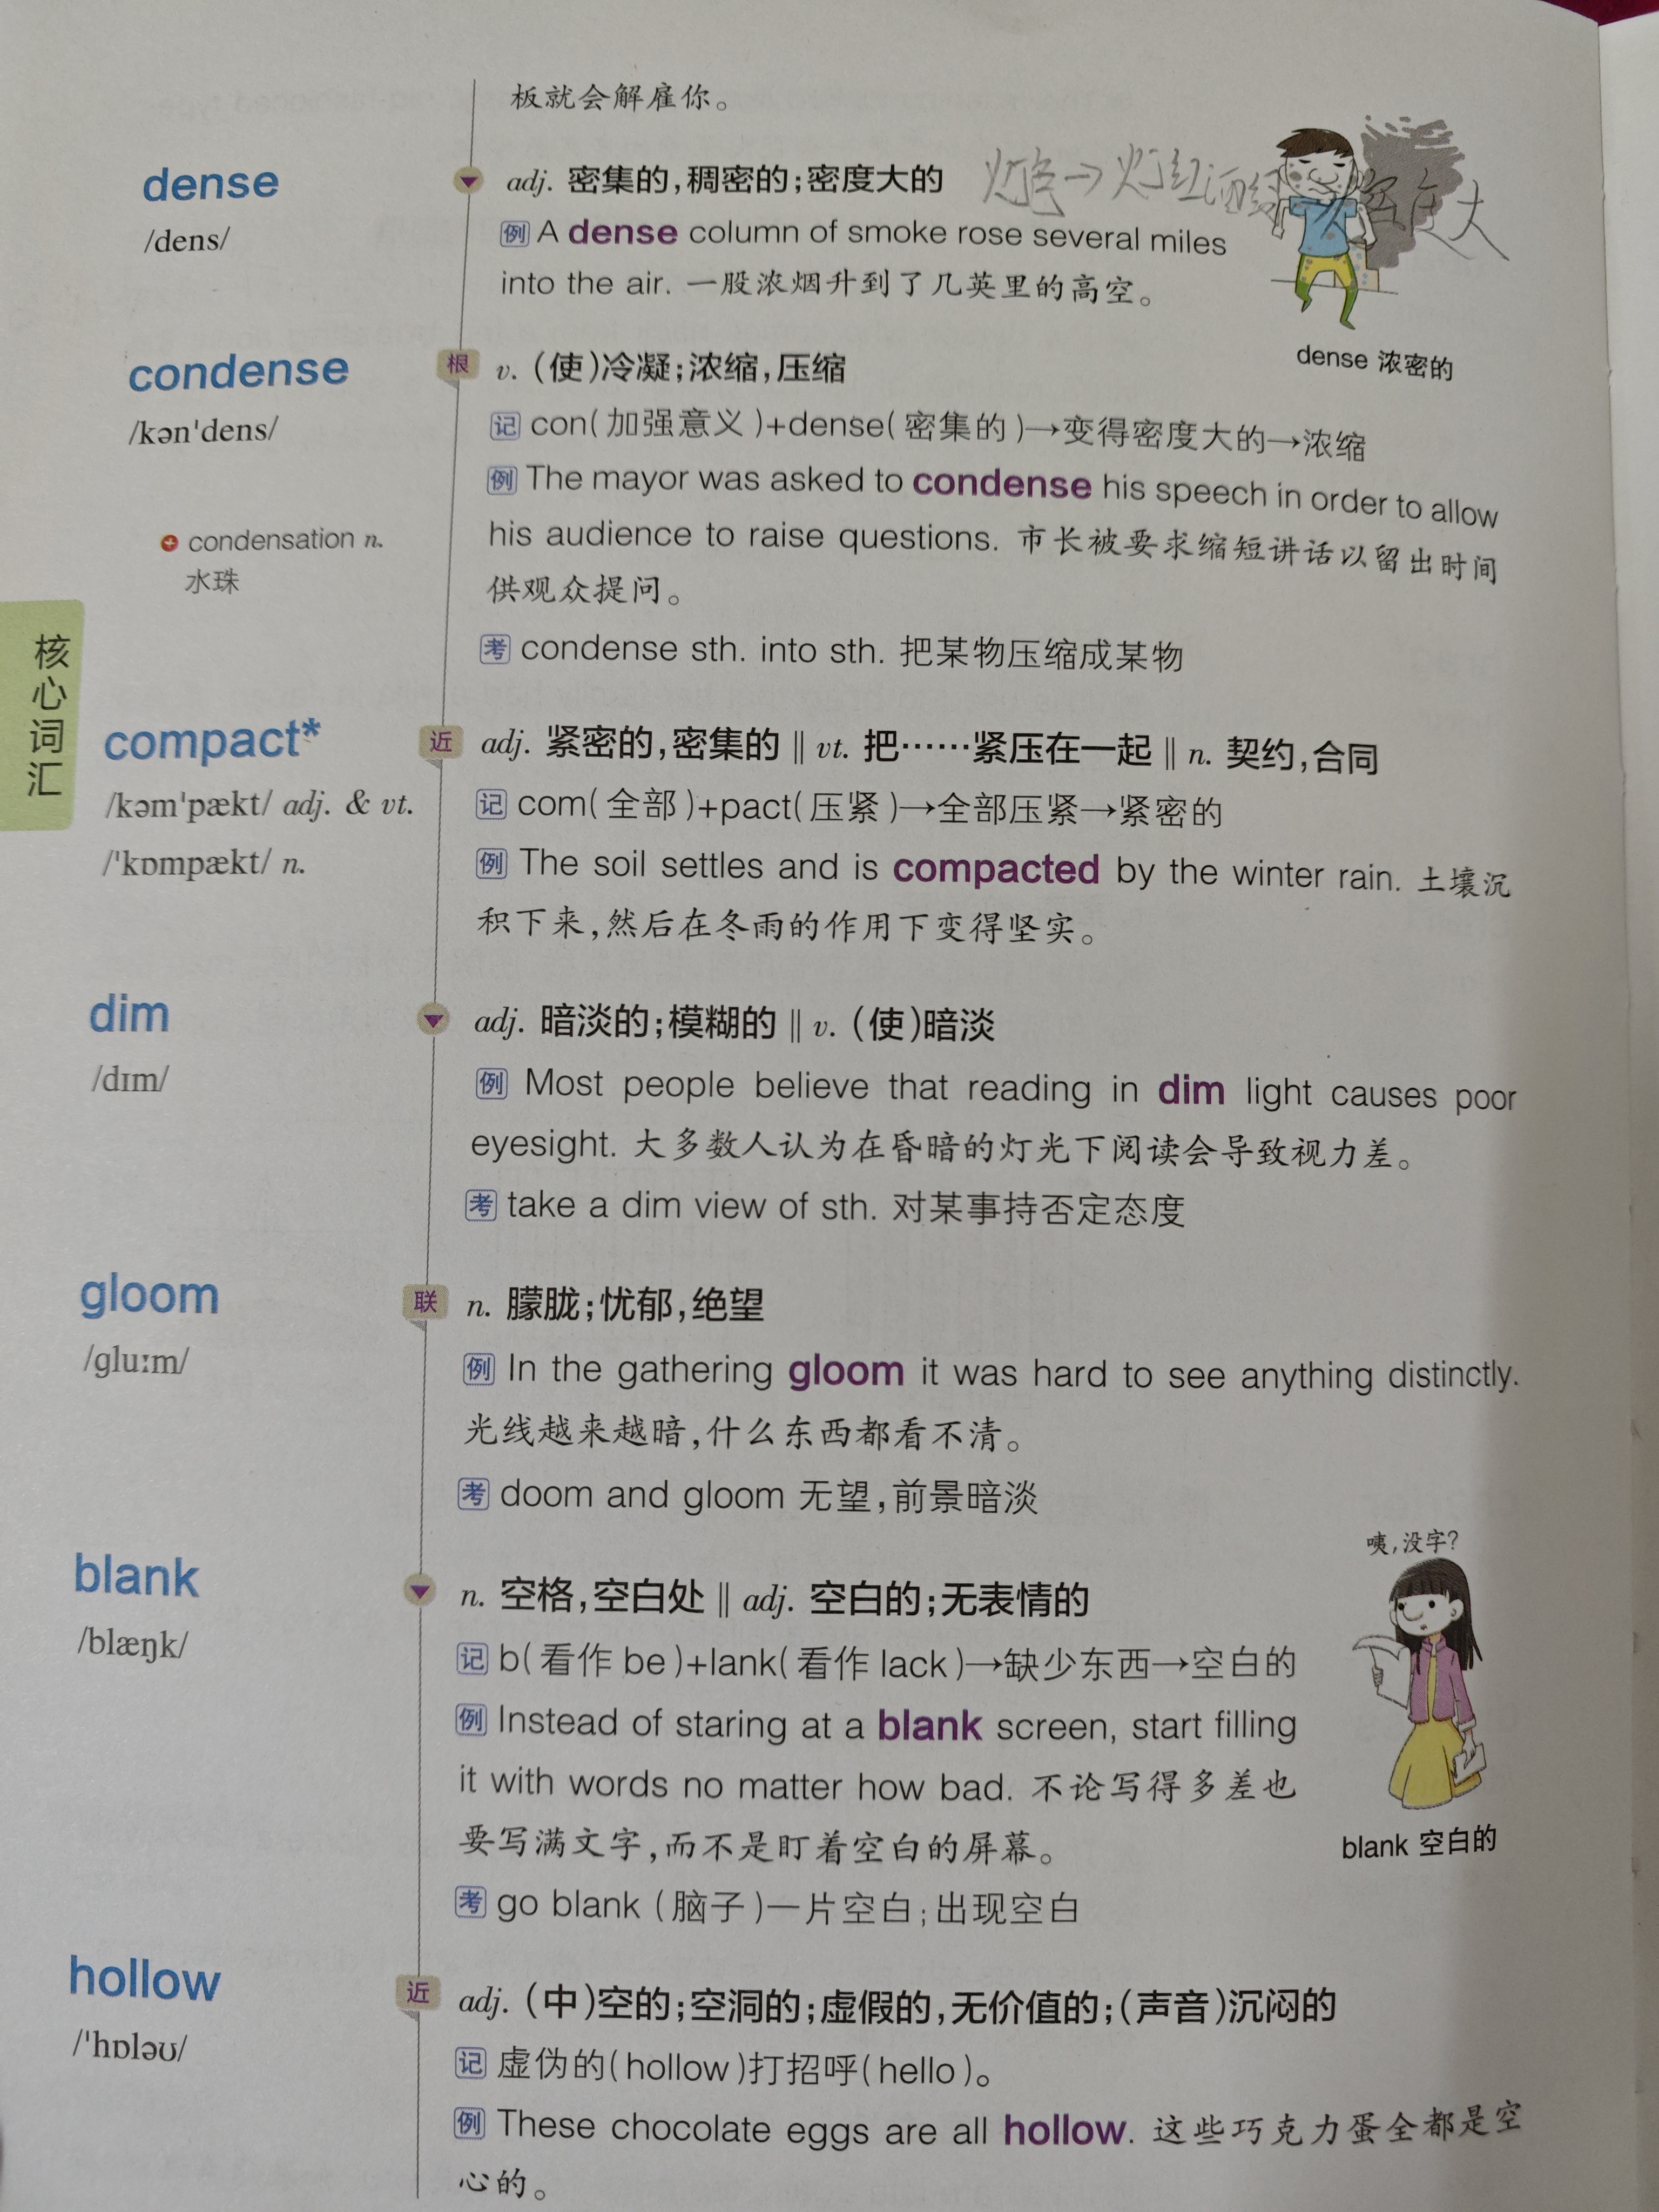 板就会解雇你。
dense
adj. 密集的,稠密的;密度大的
/dens/
例 A dense column of smoke rose several miles
into the air. 一股浓烟升到了几英里的高空。
灯 → 灯红酒绿 密度大
dense 浓密的
condense
根 v. (使)冷凝;浓缩,压缩
/kən'dens/
记 con(加强意义)+dense(密集的)→变得密度大的→浓缩
例 The mayor was asked to condense his speech in order to allow
his audience to raise questions. 市长被要求缩短讲话以留出时间
供观众提问。
condensation n.
水珠
考 condense sth. into sth. 把某物压缩成某物
核心词汇
compact*
近 adj. 紧密的,密集的 ‖ vt. 把……紧压在一起 ‖ n. 契约,合同
/kəm'pækt/ adj. & vt.
/'kɒmpækt/ n.
记 com(全部)+pact(压紧)→全部压紧→紧密的
例 The soil settles and is compacted by the winter rain. 土壤沉
积下来,然后在冬雨的作用下变得坚实。
dim
adj. 暗淡的;模糊的 ‖ v. (使)暗淡
/dɪm/
例 Most people believe that reading in dim light causes poor
eyesight. 大多数人认为在昏暗的灯光下阅读会导致视力差。
考 take a dim view of sth. 对某事持否定态度
gloom
联 n. 朦胧;忧郁,绝望
/ɡluːm/
例 In the gathering gloom it was hard to see anything distinctly.
光线越来越暗,什么东西都看不清。
考 doom and gloom 无望,前景暗淡
blank
n. 空格,空白处 ‖ adj. 空白的;无表情的
/blæŋk/
记 b(看作 be)+lank(看作 lack)→缺少东西→空白的
例 Instead of staring at a blank screen, start filling
it with words no matter how bad. 不论写得多差也
要写满文字,而不是盯着空白的屏幕。
考 go blank (脑子)一片空白;出现空白
咦,没字?
blank 空白的
hollow
近 adj. (中)空的;空洞的;虚假的,无价值的;(声音)沉闷的
/'hɒləʊ/
记 虚伪的(hollow)打招呼(hello)。
例 These chocolate eggs are all hollow. 这些巧克力蛋全都是空
心的。